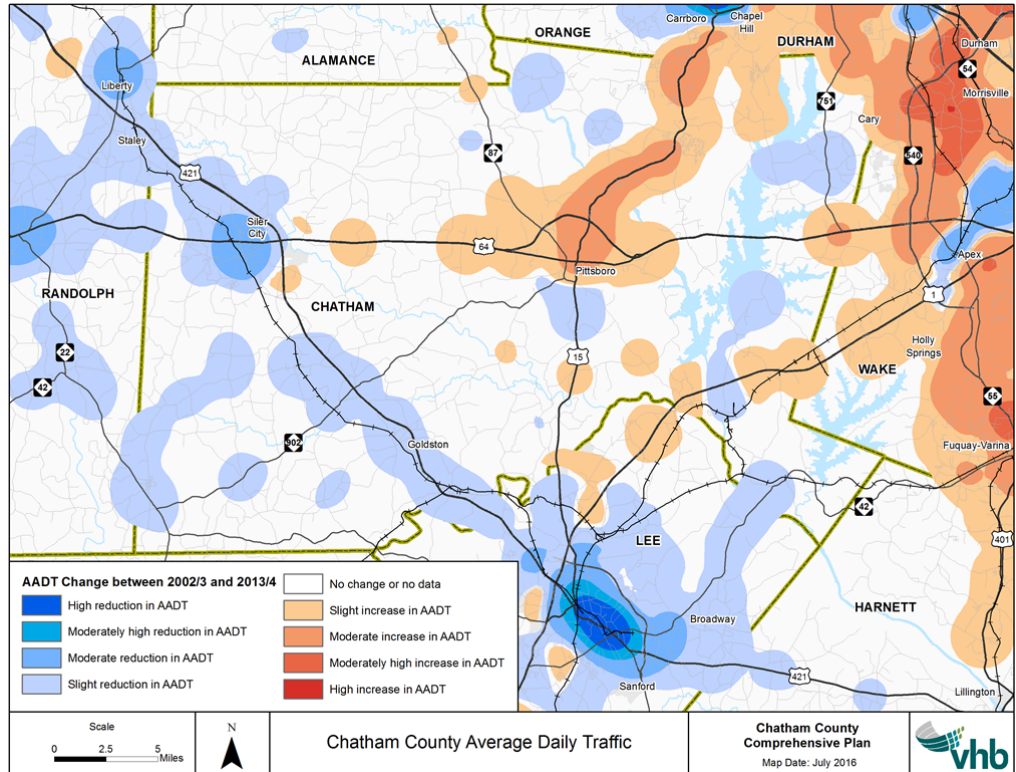 Carrboro
Chapel
Hill
ORANGE
DURHAM
Durham
ALAMANCE
54
Liberty
Morrisville
751
Cary
Staley
87
540
421
Siler
City
64
Apex
Pittsboro
RANDOLPH
CHATHAM
1
22
15
Holly
Springs
WAKE
42
55
902
Goldston
Fuquay-Varina
42
LEE
401
HARNETT
Broadway
Sanford
421
Lillington
AADT Change between 2002/3 and 2013/4
High reduction in AADT
Moderately high reduction in AADT
Moderate reduction in AADT
Slight reduction in AADT
No change or no data
Slight increase in AADT
Moderate increase in AADT
Moderately high increase in AADT
High increase in AADT
Scale
0 2.5 5
Miles
N
Chatham County Average Daily Traffic
Chatham County
Comprehensive Plan
Map Date: July 2016
vhb